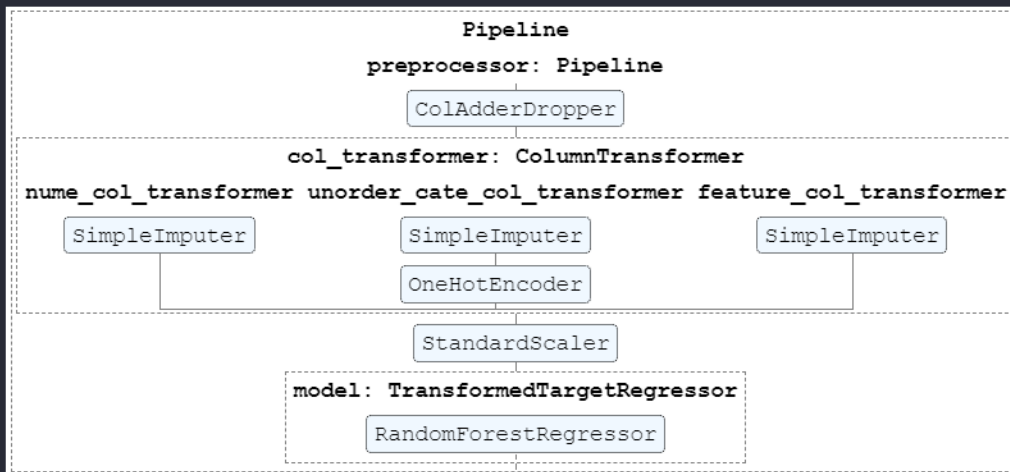 Pipeline
preprocessor: Pipeline
ColAdderDropper
col_transformer: ColumnTransformer
nume_col_transformer unorder_cate_col_transformer feature_col_transformer
SimpleImputer SimpleImputer SimpleImputer
OneHotEncoder
StandardScaler
model: TransformedTargetRegressor
RandomForestRegressor